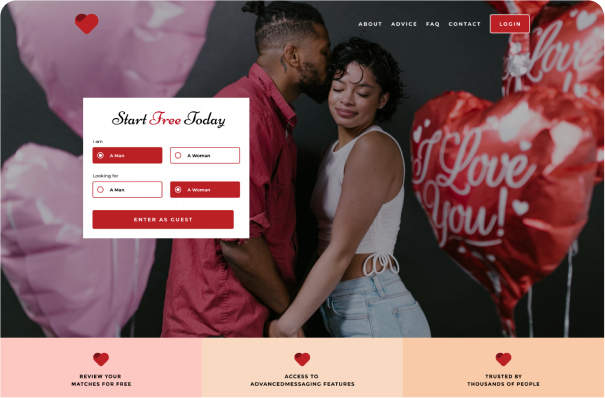 ABOUT ADVICE FAQ CONTACT LOGIN
I Love
Start Free Today
I am
A Man A Woman
Looking for
A Man A Woman
ENTER AS GUEST
I Love
You!
REVIEW YOUR
MATCHES FOR FREE
ACCESS TO
ADVANCEDMESSAGING FEATURES
TRUSTED BY
THOUSANDS OF PEOPLE